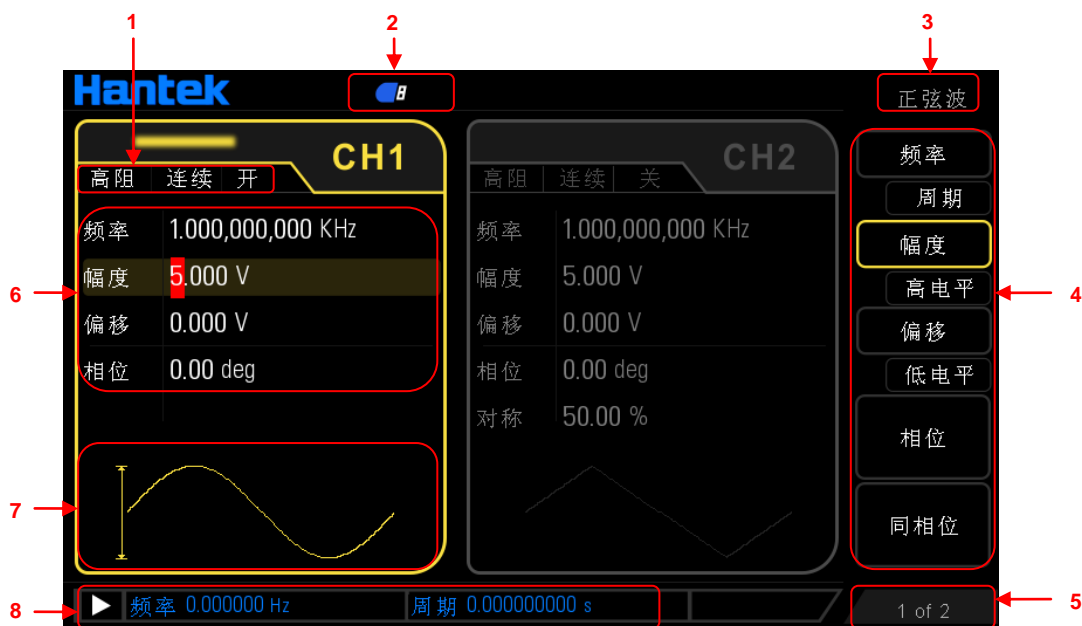 1
2
3
Hantek
正弦波
CH1
高阻 连续 开
频率 1.000,000,000 KHz
幅度 5.000 V
偏移 0.000 V
相位 0.00 deg
CH2
高阻 连续 关
频率 1.000,000,000 KHz
幅度 5.000 V
偏移 0.000 V
相位 0.00 deg
对称 50.00 %
频率
周期
幅度
高电平
偏移
低电平
相位
同相位
6
4
7
8
频率 0.000000 Hz 周期 0.000000000 s
1 of 2
5